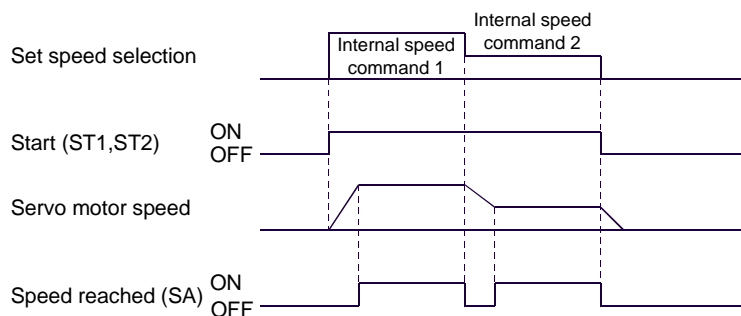 Set speed selection
Internal speed
command 1
Internal speed
command 2
Start (ST1,ST2)
ON
OFF
Servo motor speed
Speed reached (SA)
ON
OFF